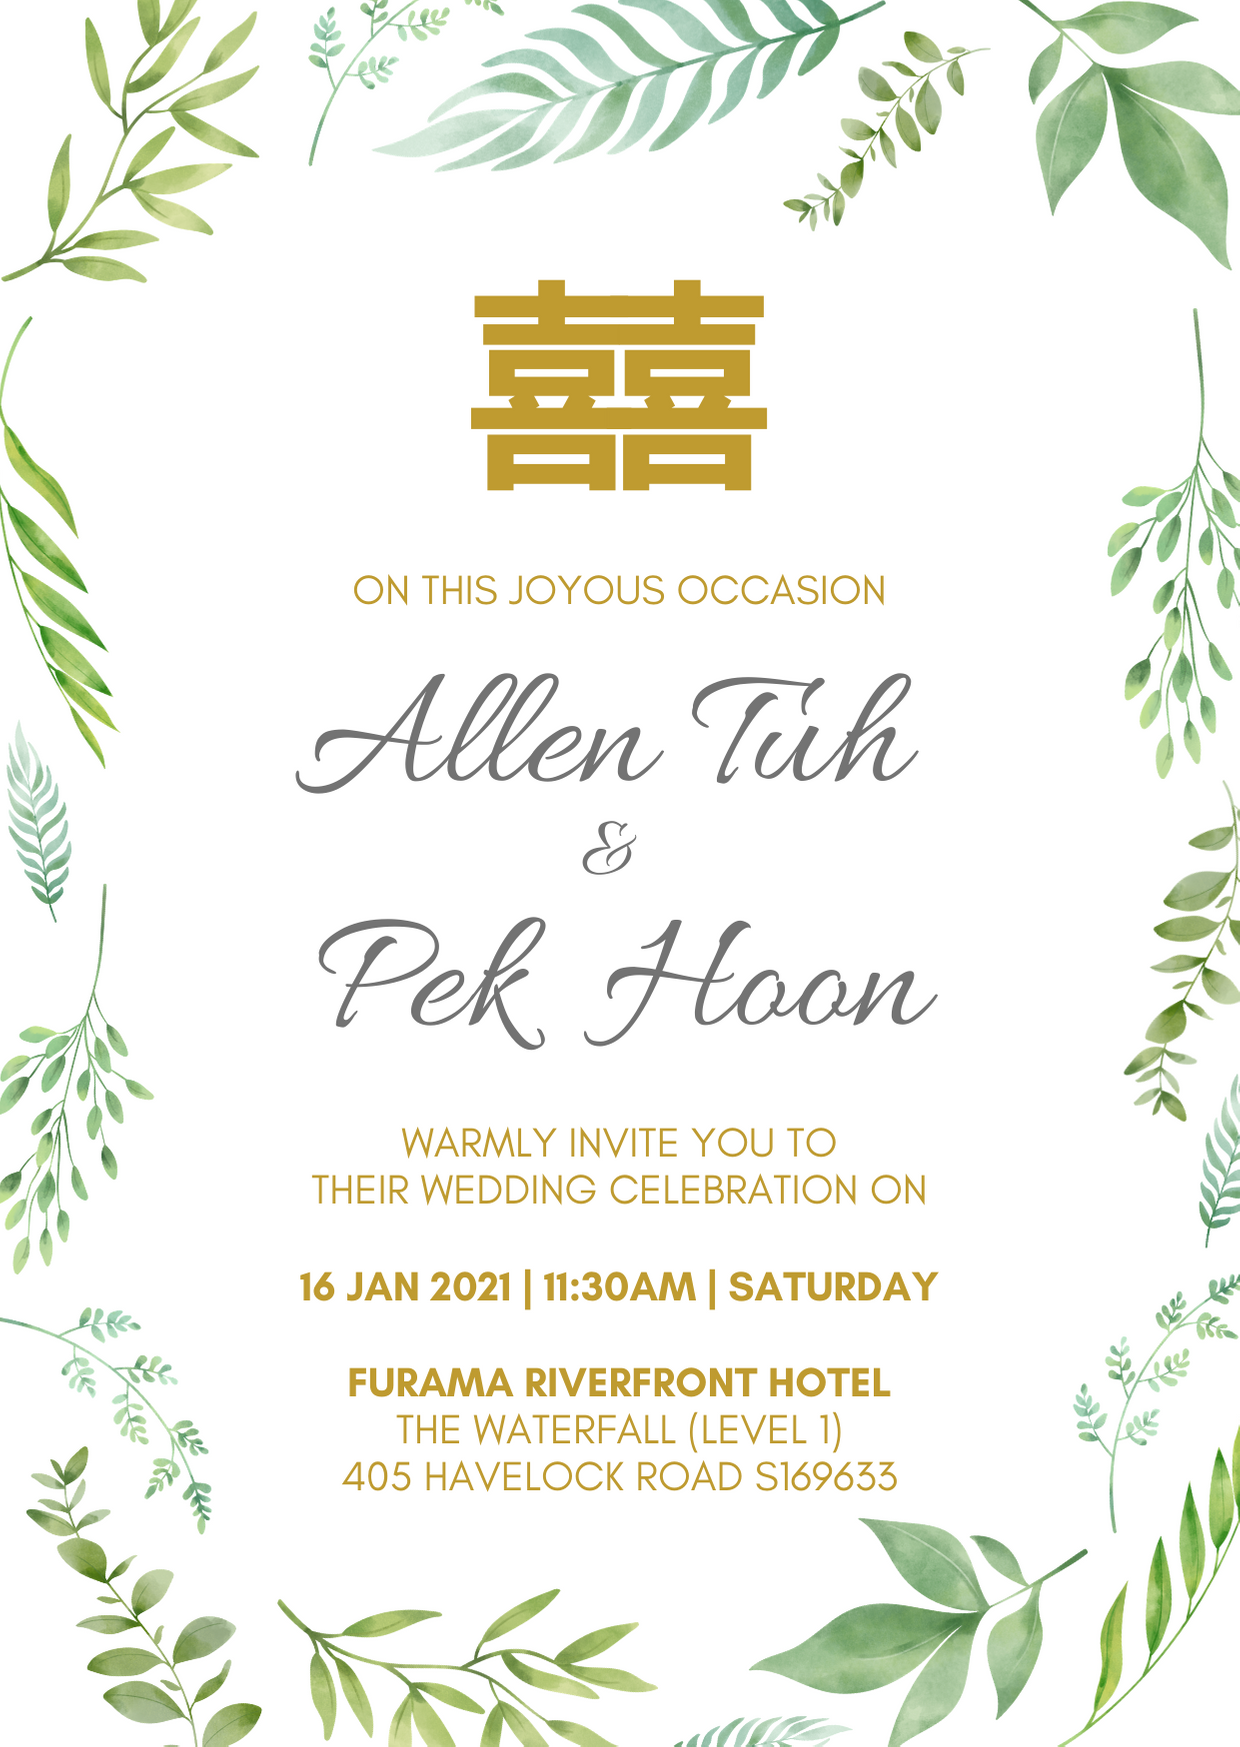 囍
ON THIS JOYOUS OCCASION
Allen Tuh
&
Pek Hoon
WARMLY INVITE YOU TO
THEIR WEDDING CELEBRATION ON
16 JAN 2021 | 11:30AM | SATURDAY
FURAMA RIVERFRONT HOTEL
THE WATERFALL (LEVEL 1)
405 HAVELOCK ROAD S169633